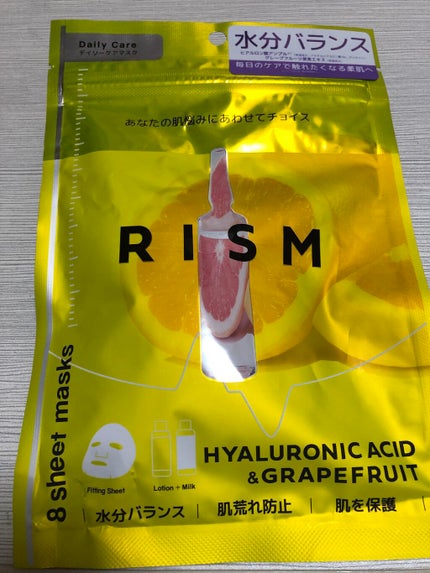 Daily Care
デイリーケアマスク
水分バランス
毎日のケアで触れたくなる素肌へ
あなたの肌悩みにあわせてチョイス
RISM
8 sheet masks
HYALURONIC ACID
&GRAPEFRUIT
Fitting Sheet
Lotion + Milk
水分バランス | 肌荒れ防止 | 肌を保護